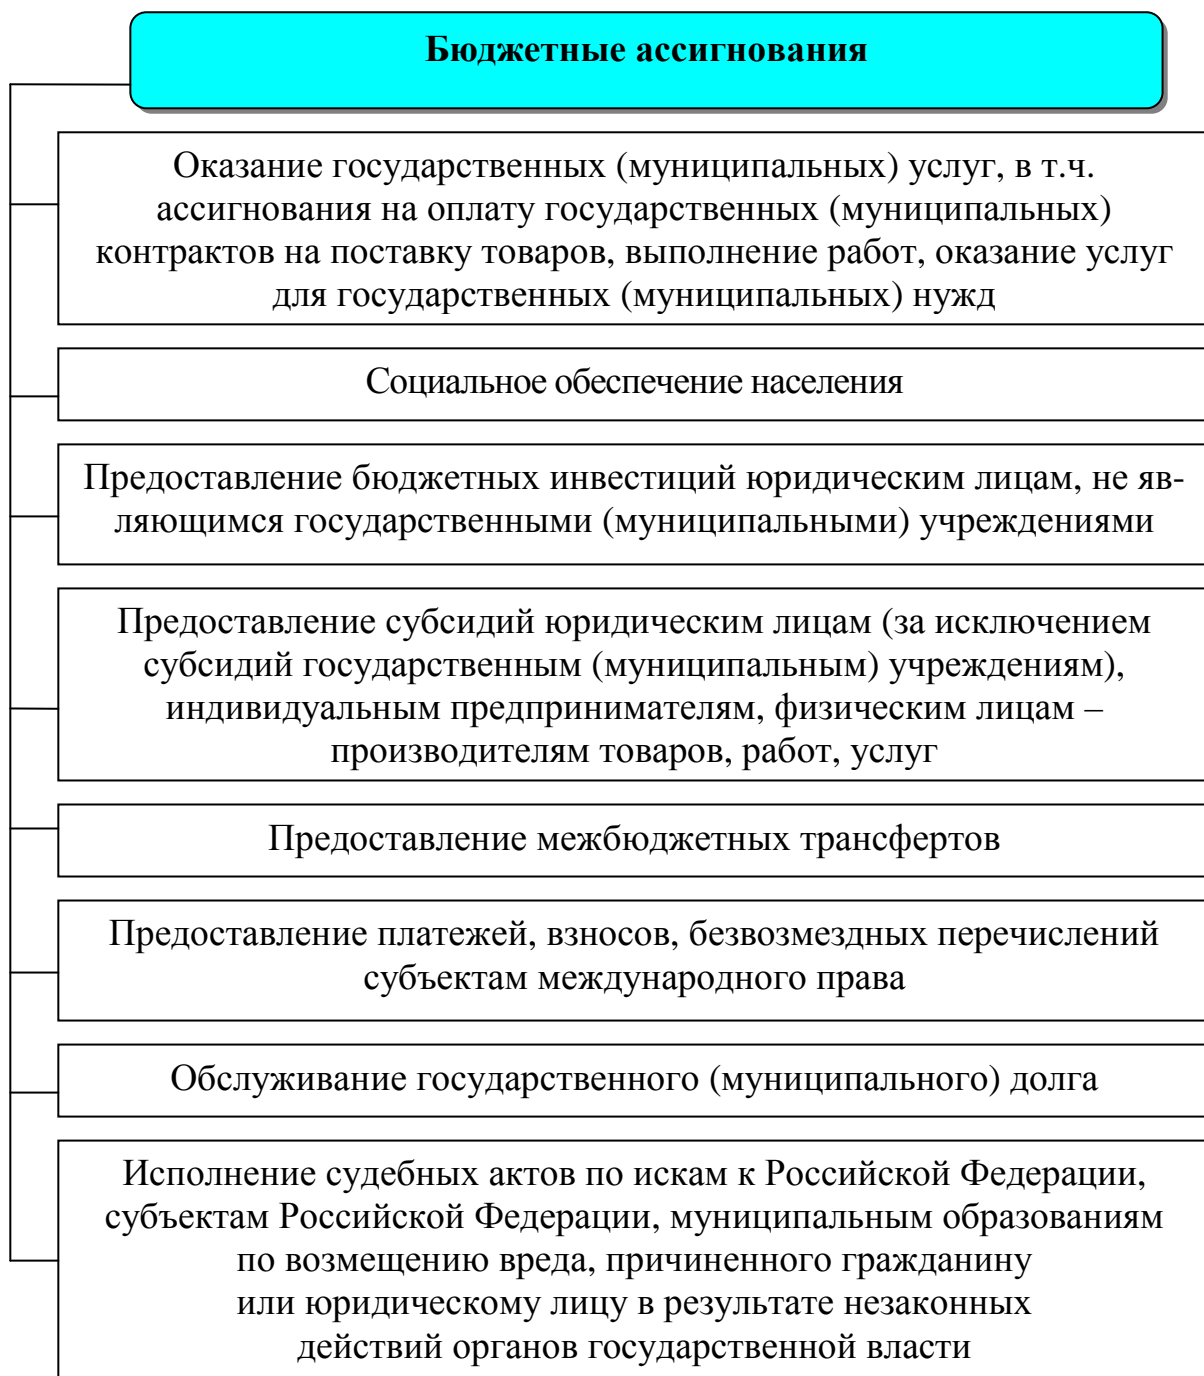 Бюджетные ассигнования
Оказание государственных (муниципальных) услуг, в т.ч.
ассигнования на оплату государственных (муниципальных)
контрактов на поставку товаров, выполнение работ, оказание услуг
для государственных (муниципальных) нужд
Социальное обеспечение населения
Предоставление бюджетных инвестиций юридическим лицам, не яв-
ляющимся государственными (муниципальными) учреждениями
Предоставление субсидий юридическим лицам (за исключением
субсидий государственным (муниципальным) учреждениям),
индивидуальным предпринимателям, физическим лицам –
производителям товаров, работ, услуг
Предоставление межбюджетных трансфертов
Предоставление платежей, взносов, безвозмездных перечислений
субъектам международного права
Обслуживание государственного (муниципального) долга
Исполнение судебных актов по искам к Российской Федерации,
субъектам Российской Федерации, муниципальным образованиям
по возмещению вреда, причиненного гражданину
или юридическому лицу в результате незаконных
действий органов государственной власти